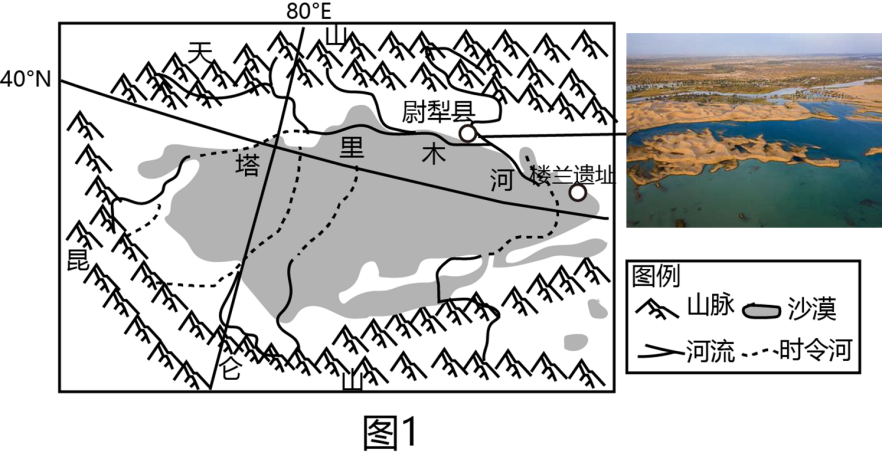 80°E
天 山
40°N
尉犁县
塔 里 木 河
楼兰遗址
昆 仑 山
图例
山脉 沙漠
河流 时令河
图1